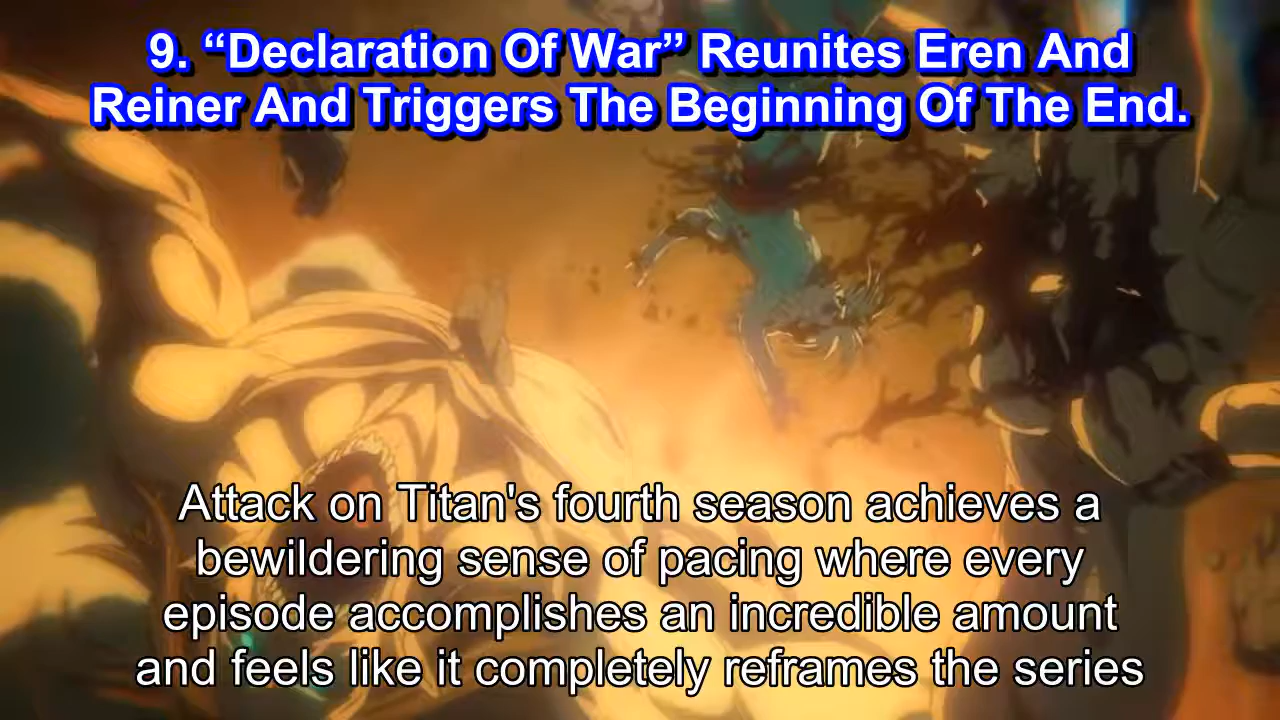 9. “Declaration Of War” Reunites Eren And
Reiner And Triggers The Beginning Of The End.
Attack on Titan's fourth season achieves a
bewildering sense of pacing where every
episode accomplishes an incredible amount
and feels like it completely reframes the series